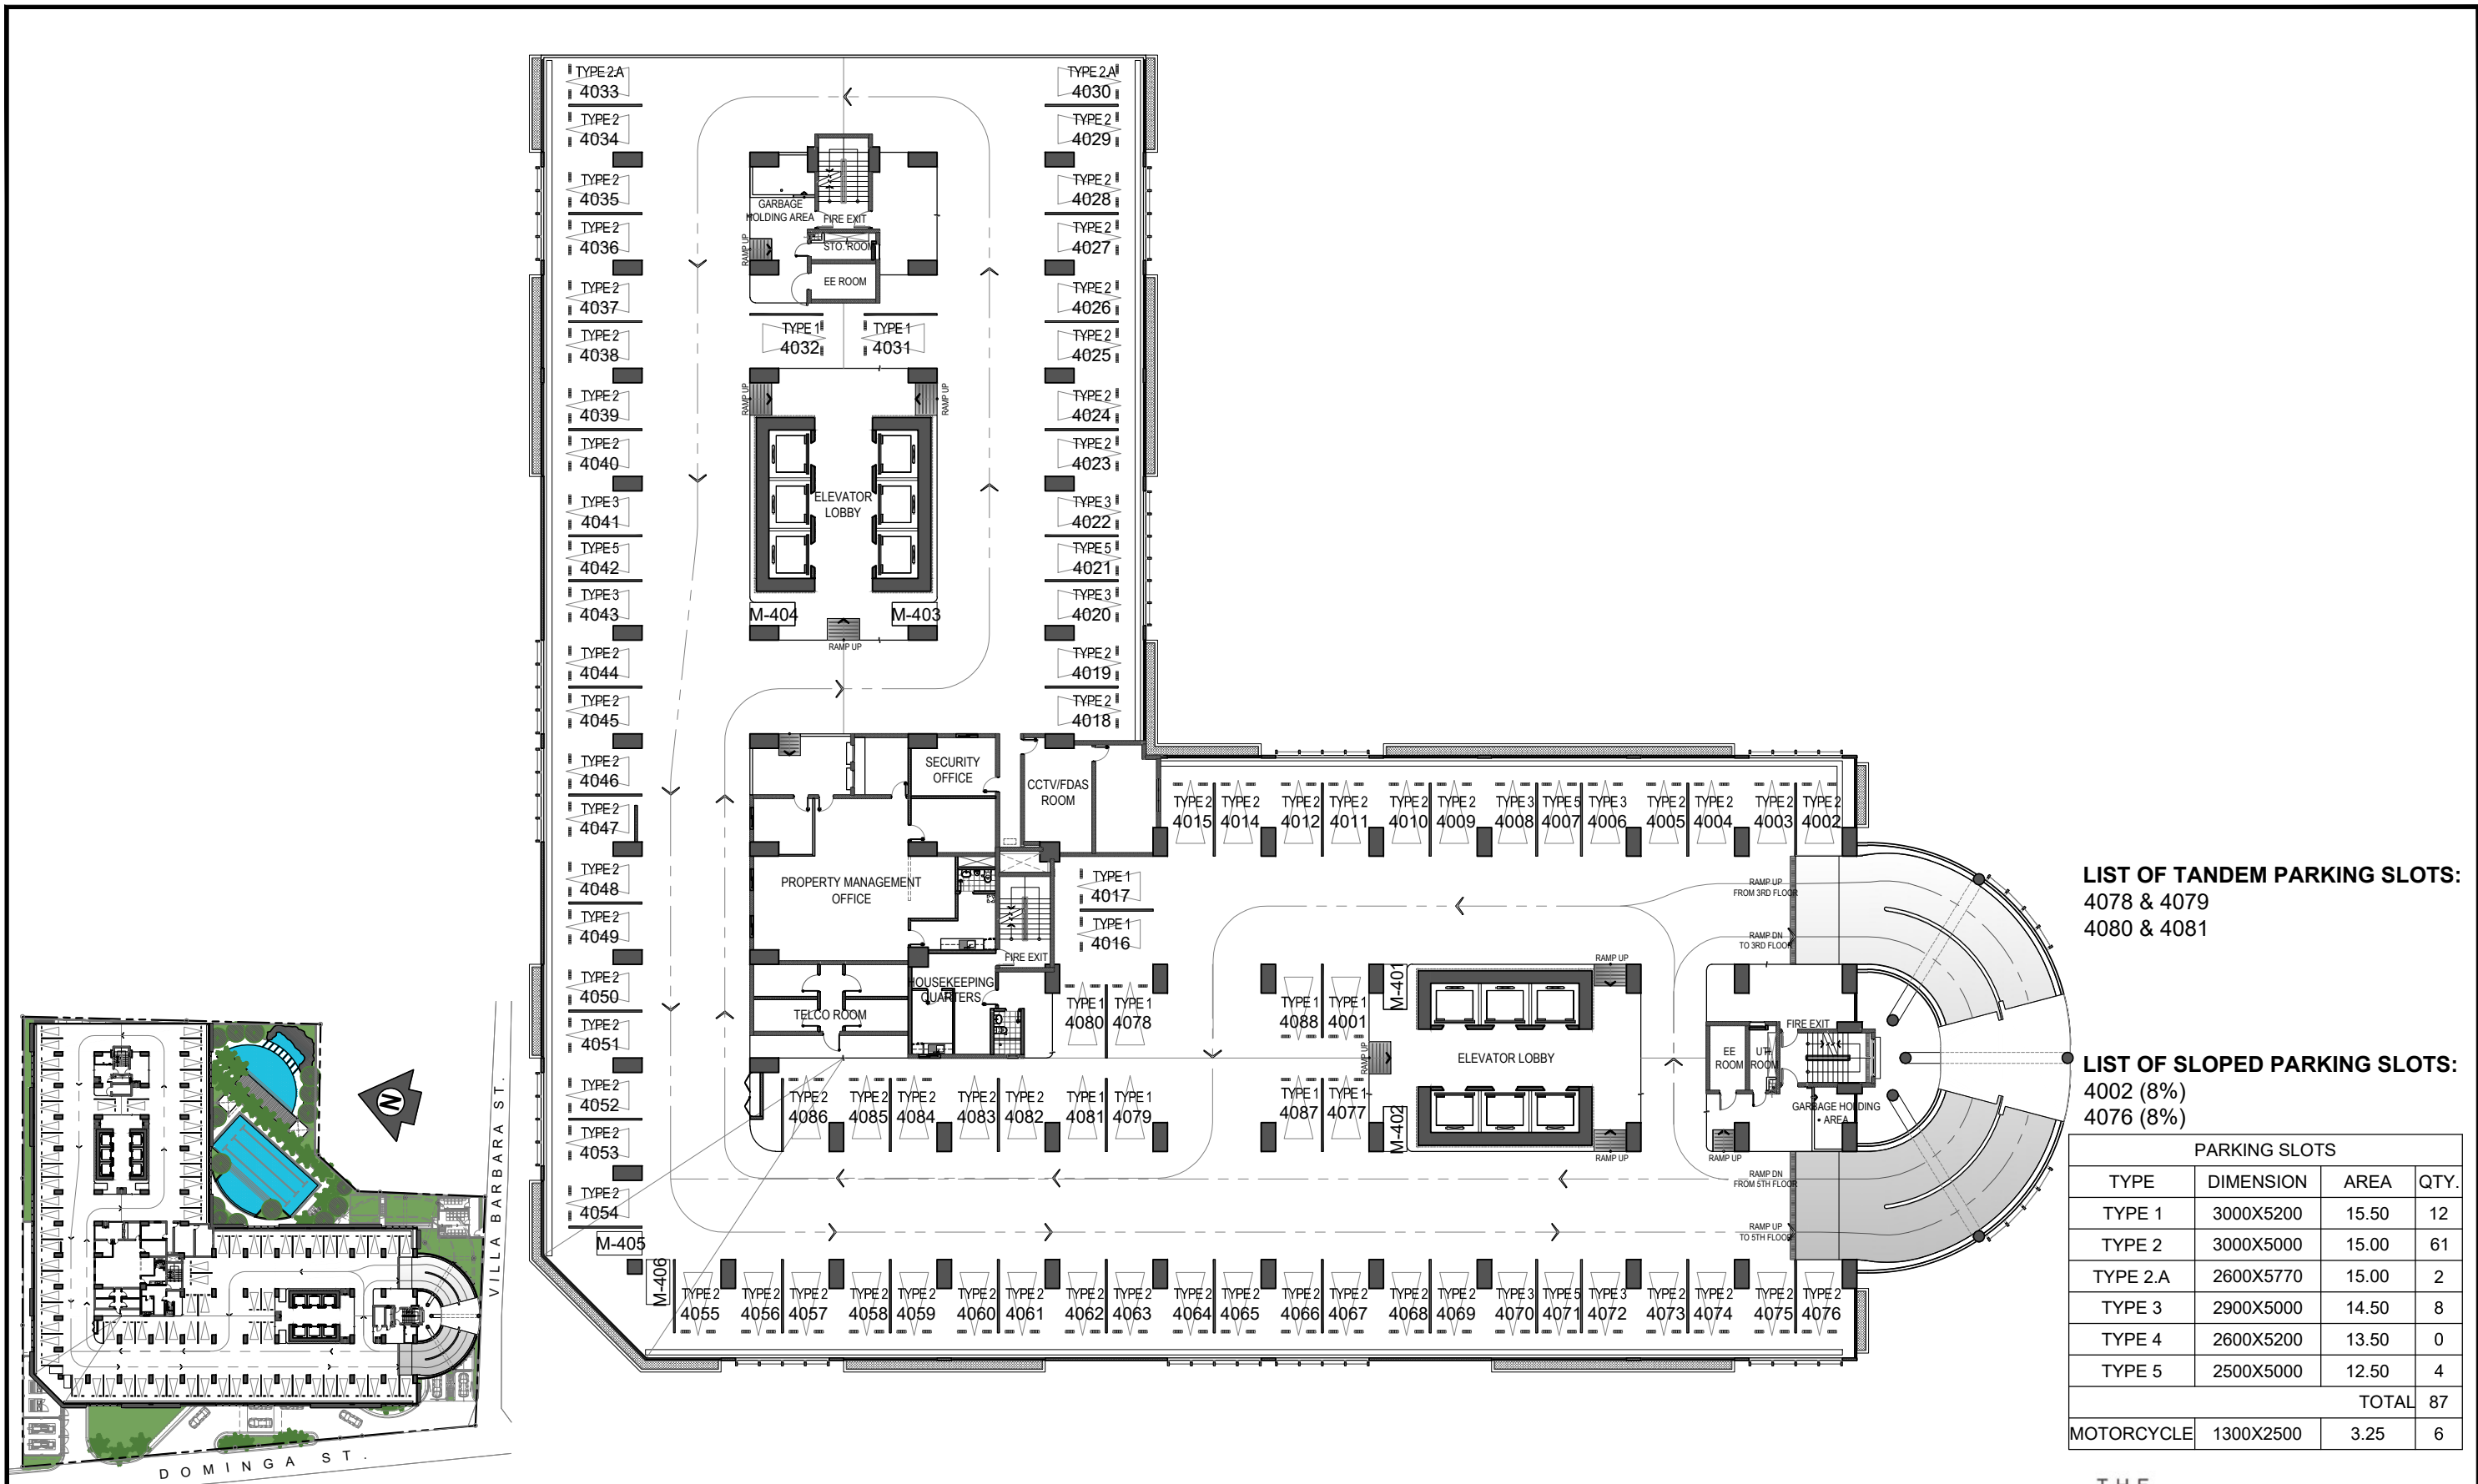 TYPE 2.A
4033
TYPE 2
4034
TYPE 2
4035
TYPE 2
4036
TYPE 2
4037
TYPE 2
4038
TYPE 2
4039
TYPE 2
4040
TYPE 3
4041
TYPE 5
4042
TYPE 3
4043
TYPE 2
4044
TYPE 2
4045
TYPE 2
4046
TYPE 2
4047
TYPE 2
4048
TYPE 2
4049
TYPE 2
4050
TYPE 2
4051
TYPE 2
4052
TYPE 2
4053
TYPE 2
4054
M-405
M-406
GARBAGE
HOLDING AREA
FIRE EXIT
RAMP UP
STO. ROOM
EE ROOM
TYPE 1
4032
TYPE 1
4031
RAMP UP
RAMP UP
ELEVATOR
LOBBY
M-404
M-403
RAMP UP
TYPE 2.A
4030
TYPE 2
4029
TYPE 2
4028
TYPE 2
4027
TYPE 2
4026
TYPE 2
4025
TYPE 2
4024
TYPE 2
4023
TYPE 3
4022
TYPE 5
4021
TYPE 3
4020
TYPE 2
4019
TYPE 2
4018
SECURITY
OFFICE
CCTV/FDAS
ROOM
PROPERTY MANAGEMENT
OFFICE
FIRE EXIT
HOUSEKEEPING
QUARTERS
TELCO ROOM
TYPE 2
4015
TYPE 2
4014
TYPE 2
4012
TYPE 2
4011
TYPE 2
4010
TYPE 2
4009
TYPE 3
4008
TYPE 5
4007
TYPE 3
4006
TYPE 2
4005
TYPE 2
4004
TYPE 2
4003
TYPE 2
4002
TYPE 1
4017
TYPE 1
4016
TYPE 1
4080
TYPE 1
4078
TYPE 1
4088
TYPE 1
4001
M-401
RAMP UP
RAMP UP
FROM 3RD FLOOR
RAMP DN
TO 3RD FLOOR
ELEVATOR LOBBY
RAMP UP
EE
ROOM
UTI.
ROOM
FIRE EXIT
GARBAGE HOLDING
AREA
TYPE 2
4086
TYPE 2
4085
TYPE 2
4084
TYPE 2
4083
TYPE 2
4082
TYPE 1
4081
TYPE 1
4079
TYPE 1
4087
TYPE 1
4077
M-402
RAMP UP
RAMP UP
RAMP DN
FROM 5TH FLOOR
RAMP UP
TO 5TH FLOOR
TYPE 2
4055
TYPE 2
4056
TYPE 2
4057
TYPE 2
4058
TYPE 2
4059
TYPE 2
4060
TYPE 2
4061
TYPE 2
4062
TYPE 2
4063
TYPE 2
4064
TYPE 2
4065
TYPE 2
4066
TYPE 2
4067
TYPE 2
4068
TYPE 2
4069
TYPE 3
4070
TYPE 5
4071
TYPE 3
4072
TYPE 2
4073
TYPE 2
4074
TYPE 2
4075
TYPE 2
4076
LIST OF TANDEM PARKING SLOTS:
4078 & 4079
4080 & 4081
LIST OF SLOPED PARKING SLOTS:
4002 (8%)
4076 (8%)
PARKING SLOTS
TYPE DIMENSION AREA QTY.
TYPE 1 3000X5200 15.50 12
TYPE 2 3000X5000 15.00 61
TYPE 2.A 2600X5770 15.00 2
TYPE 3 2900X5000 14.50 8
TYPE 4 2600X5200 13.50 0
TYPE 5 2500X5000 12.50 4
TOTAL 87
MOTORCYCLE 1300X2500 3.25 6
N
VILLA BARBARA ST.
DOMINGA ST.